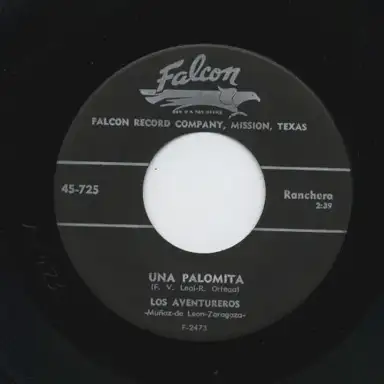 Falcon
FALCON RECORD COMPANY, MISSION, TEXAS
45-725
Ranchera
2:39
UNA PALOMITA
(F. V. Leal-R. Ortega)
LOS AVENTUREROS
-Muñoz-de Leon-Zaragoza-
F-2473